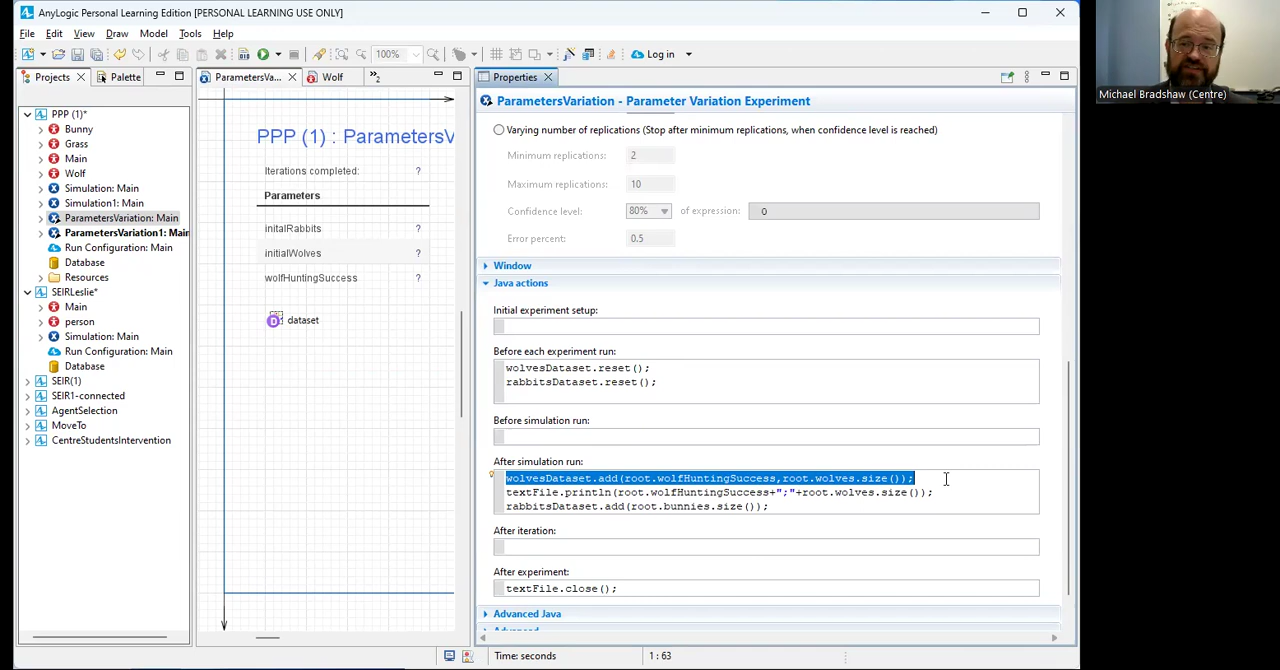 AnyLogic Personal Learning Edition [PERSONAL LEARNING USE ONLY]
File Edit View Draw Model Tools Help
100%
Log in
Projects
Palette
ParametersVa...
Wolf
Properties
PPP (1)*
Bunny
Grass
Main
Wolf
Simulation: Main
Simulation1: Main
ParametersVariation: Main
ParametersVariation1: Main
Run Configuration: Main
Database
Resources
SEIRLeslie*
Main
person
Simulation: Main
Run Configuration: Main
Database
SEIR(1)
SEIR1-connected
AgentSelection
MoveTo
CentreStudentsIntervention
PPP (1) : ParametersV
Iterations completed: ?
Parameters
initalRabbits ?
initialWolves ?
wolfHuntingSuccess ?
D dataset
ParametersVariation - Parameter Variation Experiment
Varying number of replications (Stop after minimum replications, when confidence level is reached)
Minimum replications: 2
Maximum replications: 10
Confidence level: 80% of expression: 0
Error percent: 0.5
Window
Java actions
Initial experiment setup:
Before each experiment run:
wolvesDataset.reset();
rabbitsDataset.reset();
Before simulation run:
After simulation run:
wolvesDataset.add(root.wolfHuntingSuccess,root.wolves.size());
textFile.println(root.wolfHuntingSuccess+";"+root.wolves.size());
rabbitsDataset.add(root.bunnies.size());
After iteration:
After experiment:
textFile.close();
Advanced Java
Advanced
Time: seconds
1 : 63
Michael Bradshaw (Centre)